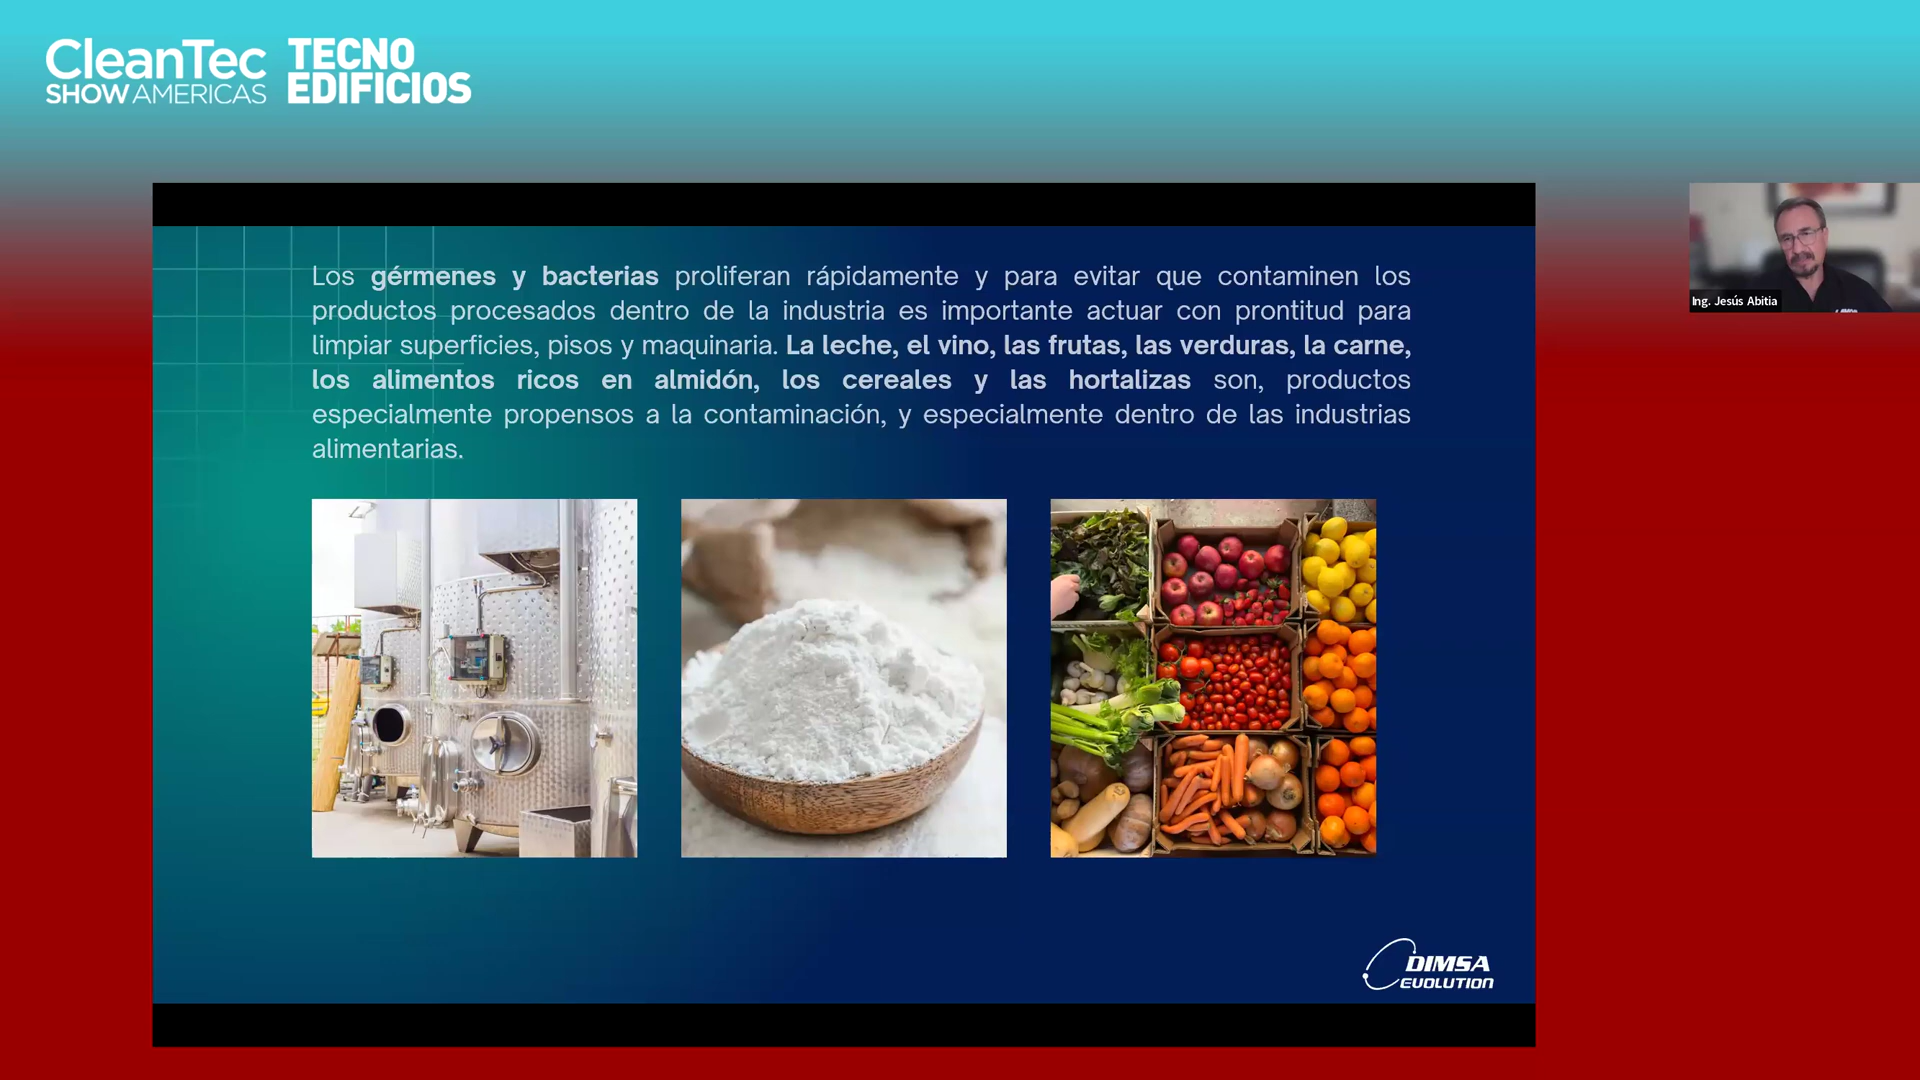 CleanTec
SHOW AMERICAS
TECNO
EDIFICIOS
Los gérmenes y bacterias proliferan rápidamente y para evitar que contaminen los
productos procesados dentro de la industria es importante actuar con prontitud para
limpiar superficies, pisos y maquinaria. La leche, el vino, las frutas, las verduras, la carne,
los alimentos ricos en almidón, los cereales y las hortalizas son, productos
especialmente propensos a la contaminación, y especialmente dentro de las industrias
alimentarias.
Ing. Jesús Abitia
DIMSA
EVOLUTION